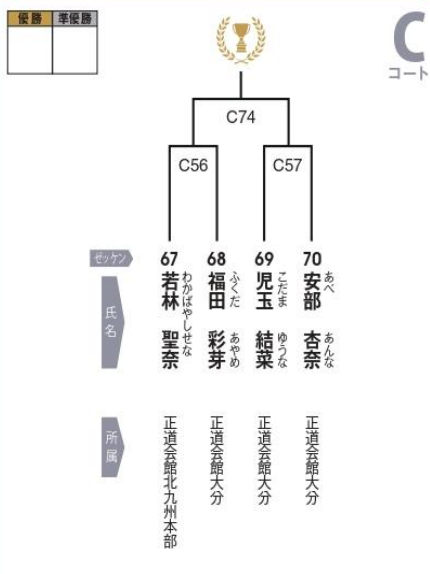 優勝 準優勝
C
コート
C74
C56 C57
ゼッケン
67 68 69 70
氏名
若林 聖奈
わかばやしせな
福田 彩芽
ふくだ あやめ
児玉 結菜
こだま ゆうな
安部 杏奈
あべ あんな
所属
正道会館北九州本部
正道会館大分
正道会館大分
正道会館大分